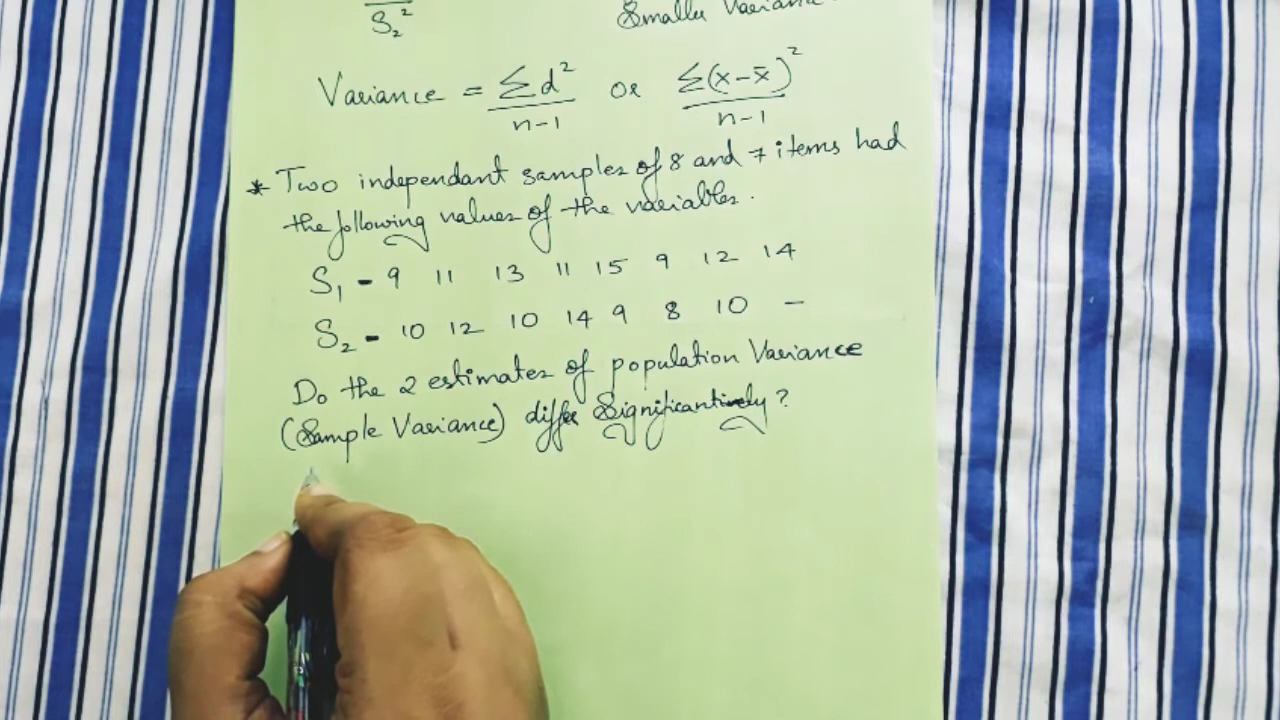 S₂²
Smaller Variance
Variance = ∑d² / n-1 or ∑(x-x̄)² / n-1
* Two independant samples of 8 and 7 items had
the following values of the variables.
S₁ - 9 11 13 11 15 9 12 14
S₂ - 10 12 10 14 9 8 10 -
Do the 2 estimates of population Variance
(Sample Variance) differ Significantively?